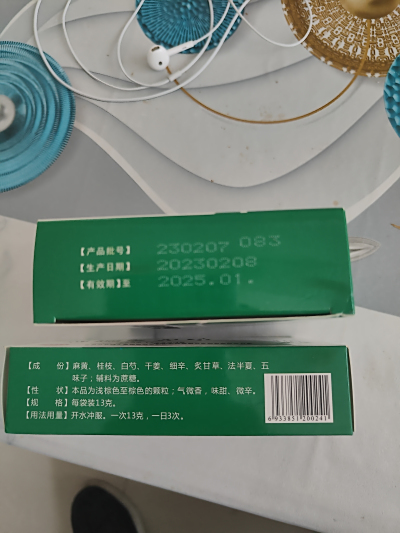 【产品批号】 230207 083
【生产日期】 20230208
【有效期】至 2025.01.
【成 份】麻黄、桂枝、白芍、干姜、细辛、炙甘草、法半夏、五
味子；辅料为蔗糖。
【性 状】本品为浅棕色至棕色的颗粒；气微香，味甜、微辛。
【规 格】每袋装13克。
【用法用量】开水冲服。一次13克，一日3次。
6 933851 200241